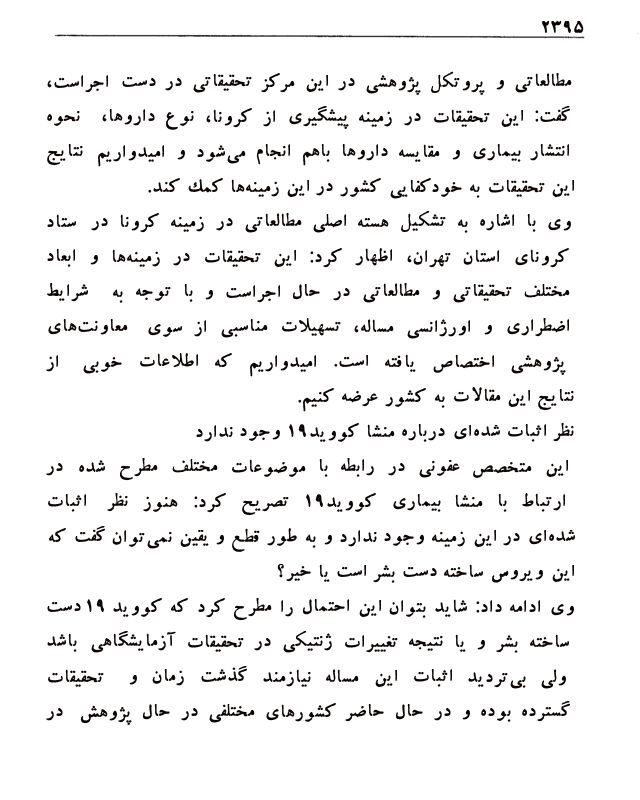 ۲۳۹۵
مطالعاتی و پروتکل پژوهشی در این مرکز تحقیقاتی در دست اجراست،
گفت: این تحقیقات در زمینه پیشگیری از کرونا، نوع داروها، نحوه
انتشار بیماری و مقایسه داروها باهم انجام می‌شود و امیدواریم نتایج
این تحقیقات به خودکفایی کشور در این زمینه‌ها کمك کند.
وی با اشاره به تشکیل هسته اصلی مطالعاتی در زمینه کرونا در ستاد
کرونای استان تهران، اظهار کرد: این تحقیقات در زمینه‌ها و ابعاد
مختلف تحقیقاتی و مطالعاتی در حال اجراست و با توجه به شرایط
اضطراری و اورژانسی مساله، تسهیلات مناسبی از سوی معاونت‌های
پژوهشی اختصاص یافته است. امیدواریم که اطلاعات خوبی از
نتایج این مقالات به کشور عرضه کنیم.
نظر اثبات شده‌ای درباره منشا کووید۱۹ وجود ندارد
این متخصص عفونی در رابطه با موضوعات مختلف مطرح شده در
ارتباط با منشا بیماری کووید۱۹ تصریح کرد: هنوز نظر اثبات
شده‌ای در این زمینه وجود ندارد و به طور قطع و یقین نمی‌توان گفت که
این ویروس ساخته دست بشر است یا خیر؟
وی ادامه داد: شاید بتوان این احتمال را مطرح کرد که کووید ۱۹دست
ساخته بشر و یا نتیجه تغییرات ژنتیکی در تحقیقات آزمایشگاهی باشد
ولی بی‌تردید اثبات این مساله نیازمند گذشت زمان و تحقیقات
گسترده بوده و در حال حاضر کشورهای مختلفی در حال پژوهش در